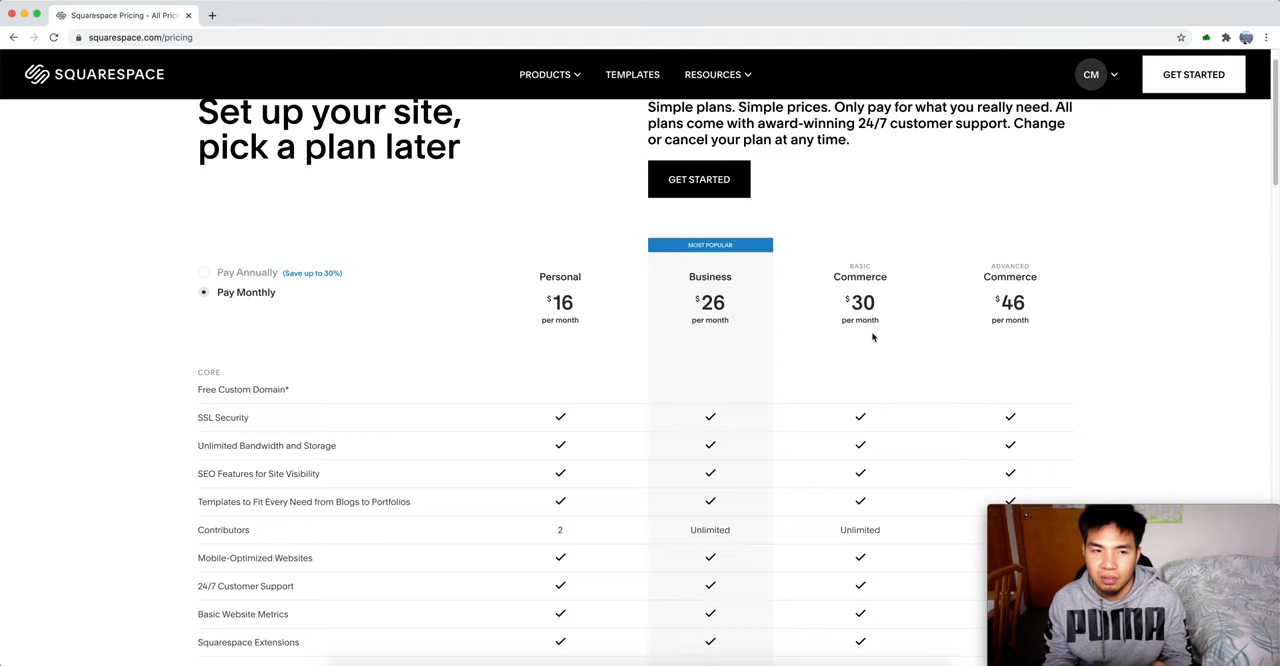 Squarespace Pricing - All Pric
squarespace.com/pricing
SQUARESPACE
PRODUCTS
TEMPLATES
RESOURCES
CM
GET STARTED
Set up your site,
pick a plan later
Simple plans. Simple prices. Only pay for what you really need. All
plans come with award-winning 24/7 customer support. Change
or cancel your plan at any time.
GET STARTED
MOST POPULAR
Pay Annually (Save up to 30%)
Pay Monthly
Personal
$16
per month
Business
$26
per month
BASIC
Commerce
$30
per month
ADVANCED
Commerce
$46
per month
CORE
Free Custom Domain*
SSL Security
Unlimited Bandwidth and Storage
SEO Features for Site Visibility
Templates to Fit Every Need from Blogs to Portfolios
Contributors 2 Unlimited Unlimited
Mobile-Optimized Websites
24/7 Customer Support
Basic Website Metrics
Squarespace Extensions
PUMA